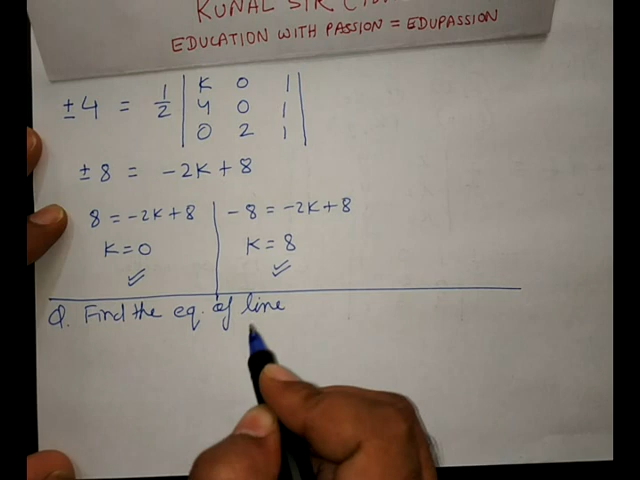 KUNAL SIR
EDUCATION WITH PASSION = EDUPASSION
±4 = 1/2 | K 0 1 |
| 4 0 1 |
| 0 2 1 |
±8 = -2K+8
8 = -2K+8 | -8 = -2K+8
K=0 | K=8
Q. Find the eq. of line